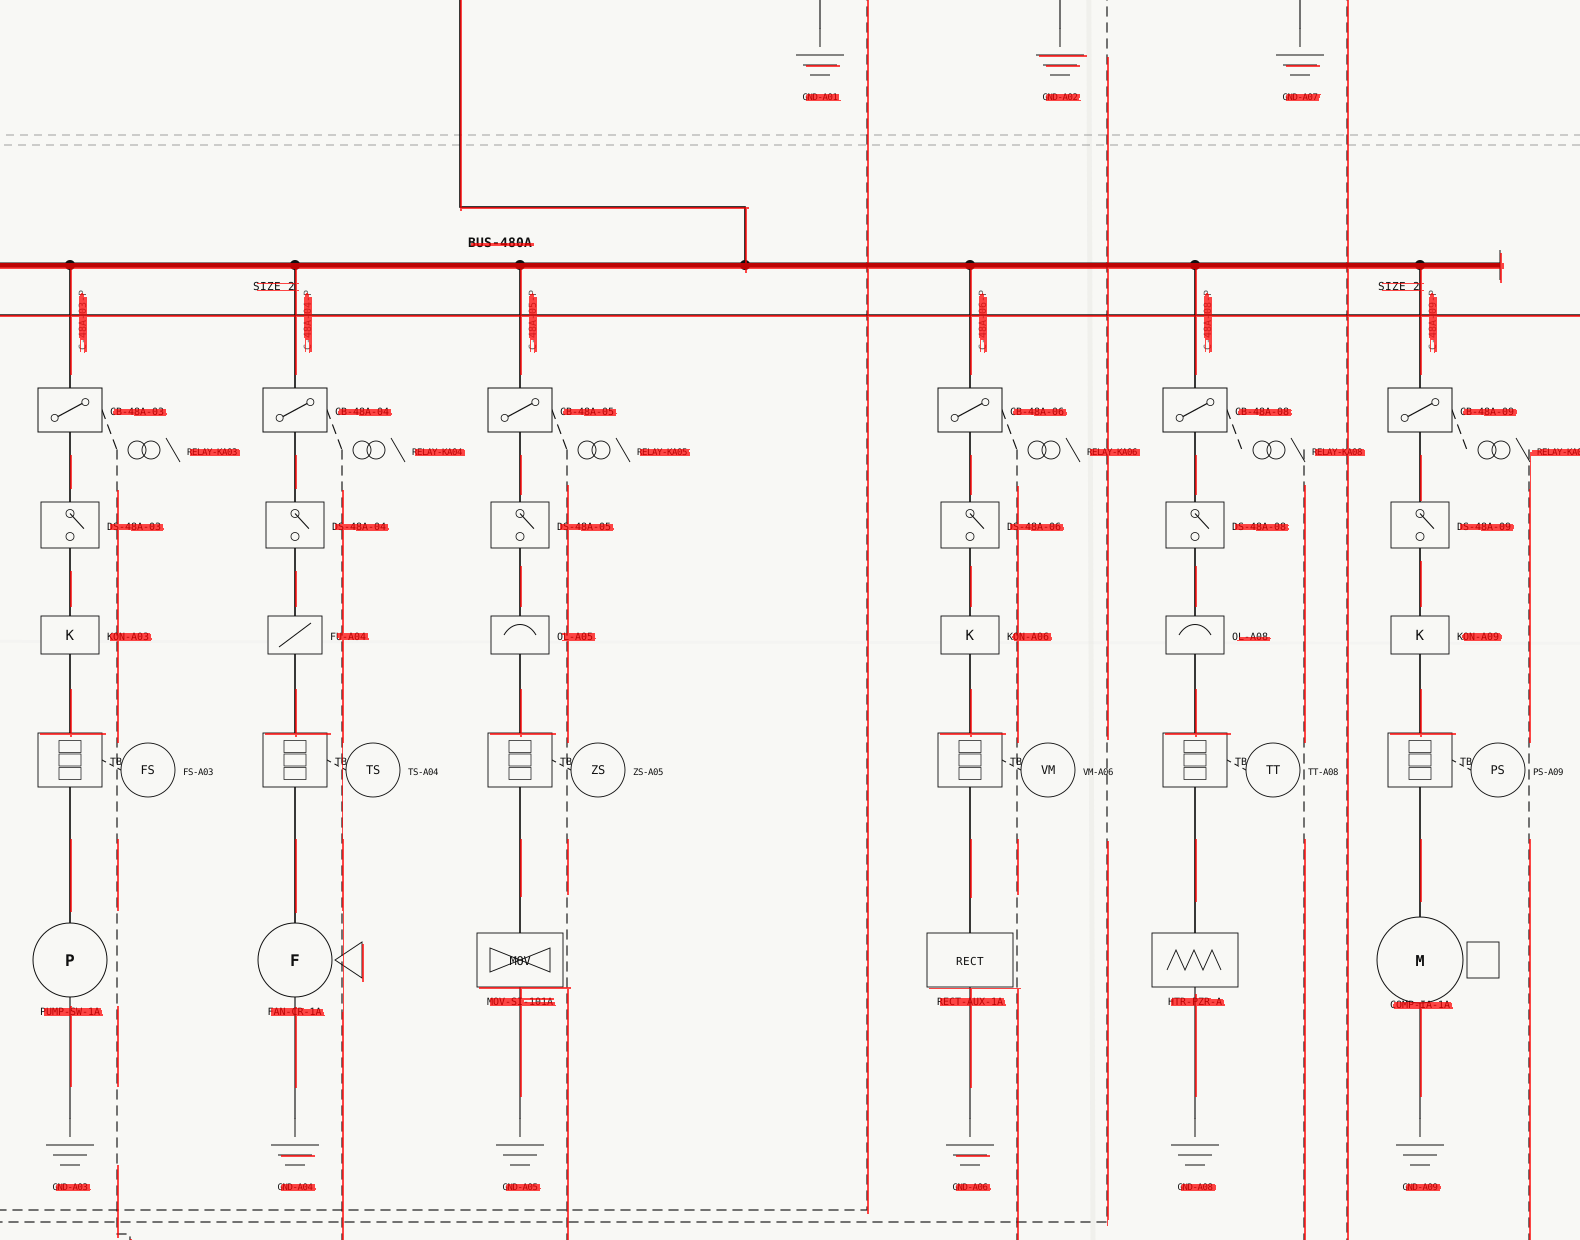 GND-A01 GND-A02 GND-A07
BUS-480A
SIZE 2 SIZE 2
CB-48A-03 CB-48A-04 CB-48A-05 CB-48A-06 CB-48A-08 CB-48A-09
RELAY-KA03 RELAY-KA04 RELAY-KA05 RELAY-KA06 RELAY-KA08
DS-48A-03 DS-48A-04 DS-48A-05 DS-48A-06 DS-48A-08 DS-48A-09
K KON-A03 FU-A04 OL-A05 K KON-A06 OL-A08 K KON-A09
TB TB TB TB TB TB
FS FS-A03 TS TS-A04 ZS ZS-A05 VM VM-A06 TT TT-A08 PS PS-A09
P F MOV RECT M
PUMP-SW-1A FAN-CR-1A MOV-SI-101A RECT-AUX-1A HTR-PZR-A COMP-IA-1A
GND-A03 GND-A04 GND-A05 GND-A06 GND-A08 GND-A09